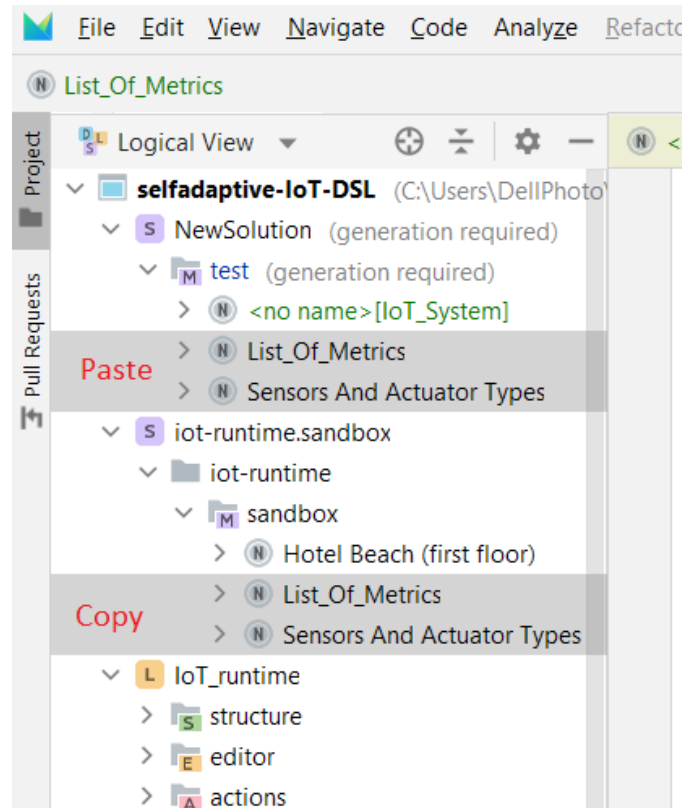 File Edit View Navigate Code Analyze Refacto
List_Of_Metrics
Project
Pull Requests
Logical View
selfadaptive-IoT-DSL (C:\Users\DellPhoto\
NewSolution (generation required)
test (generation required)
<no name>[IoT_System]
List_Of_Metrics
Paste
Sensors And Actuator Types
iot-runtime.sandbox
iot-runtime
sandbox
Hotel Beach (first floor)
List_Of_Metrics
Copy
Sensors And Actuator Types
IoT_runtime
structure
editor
actions